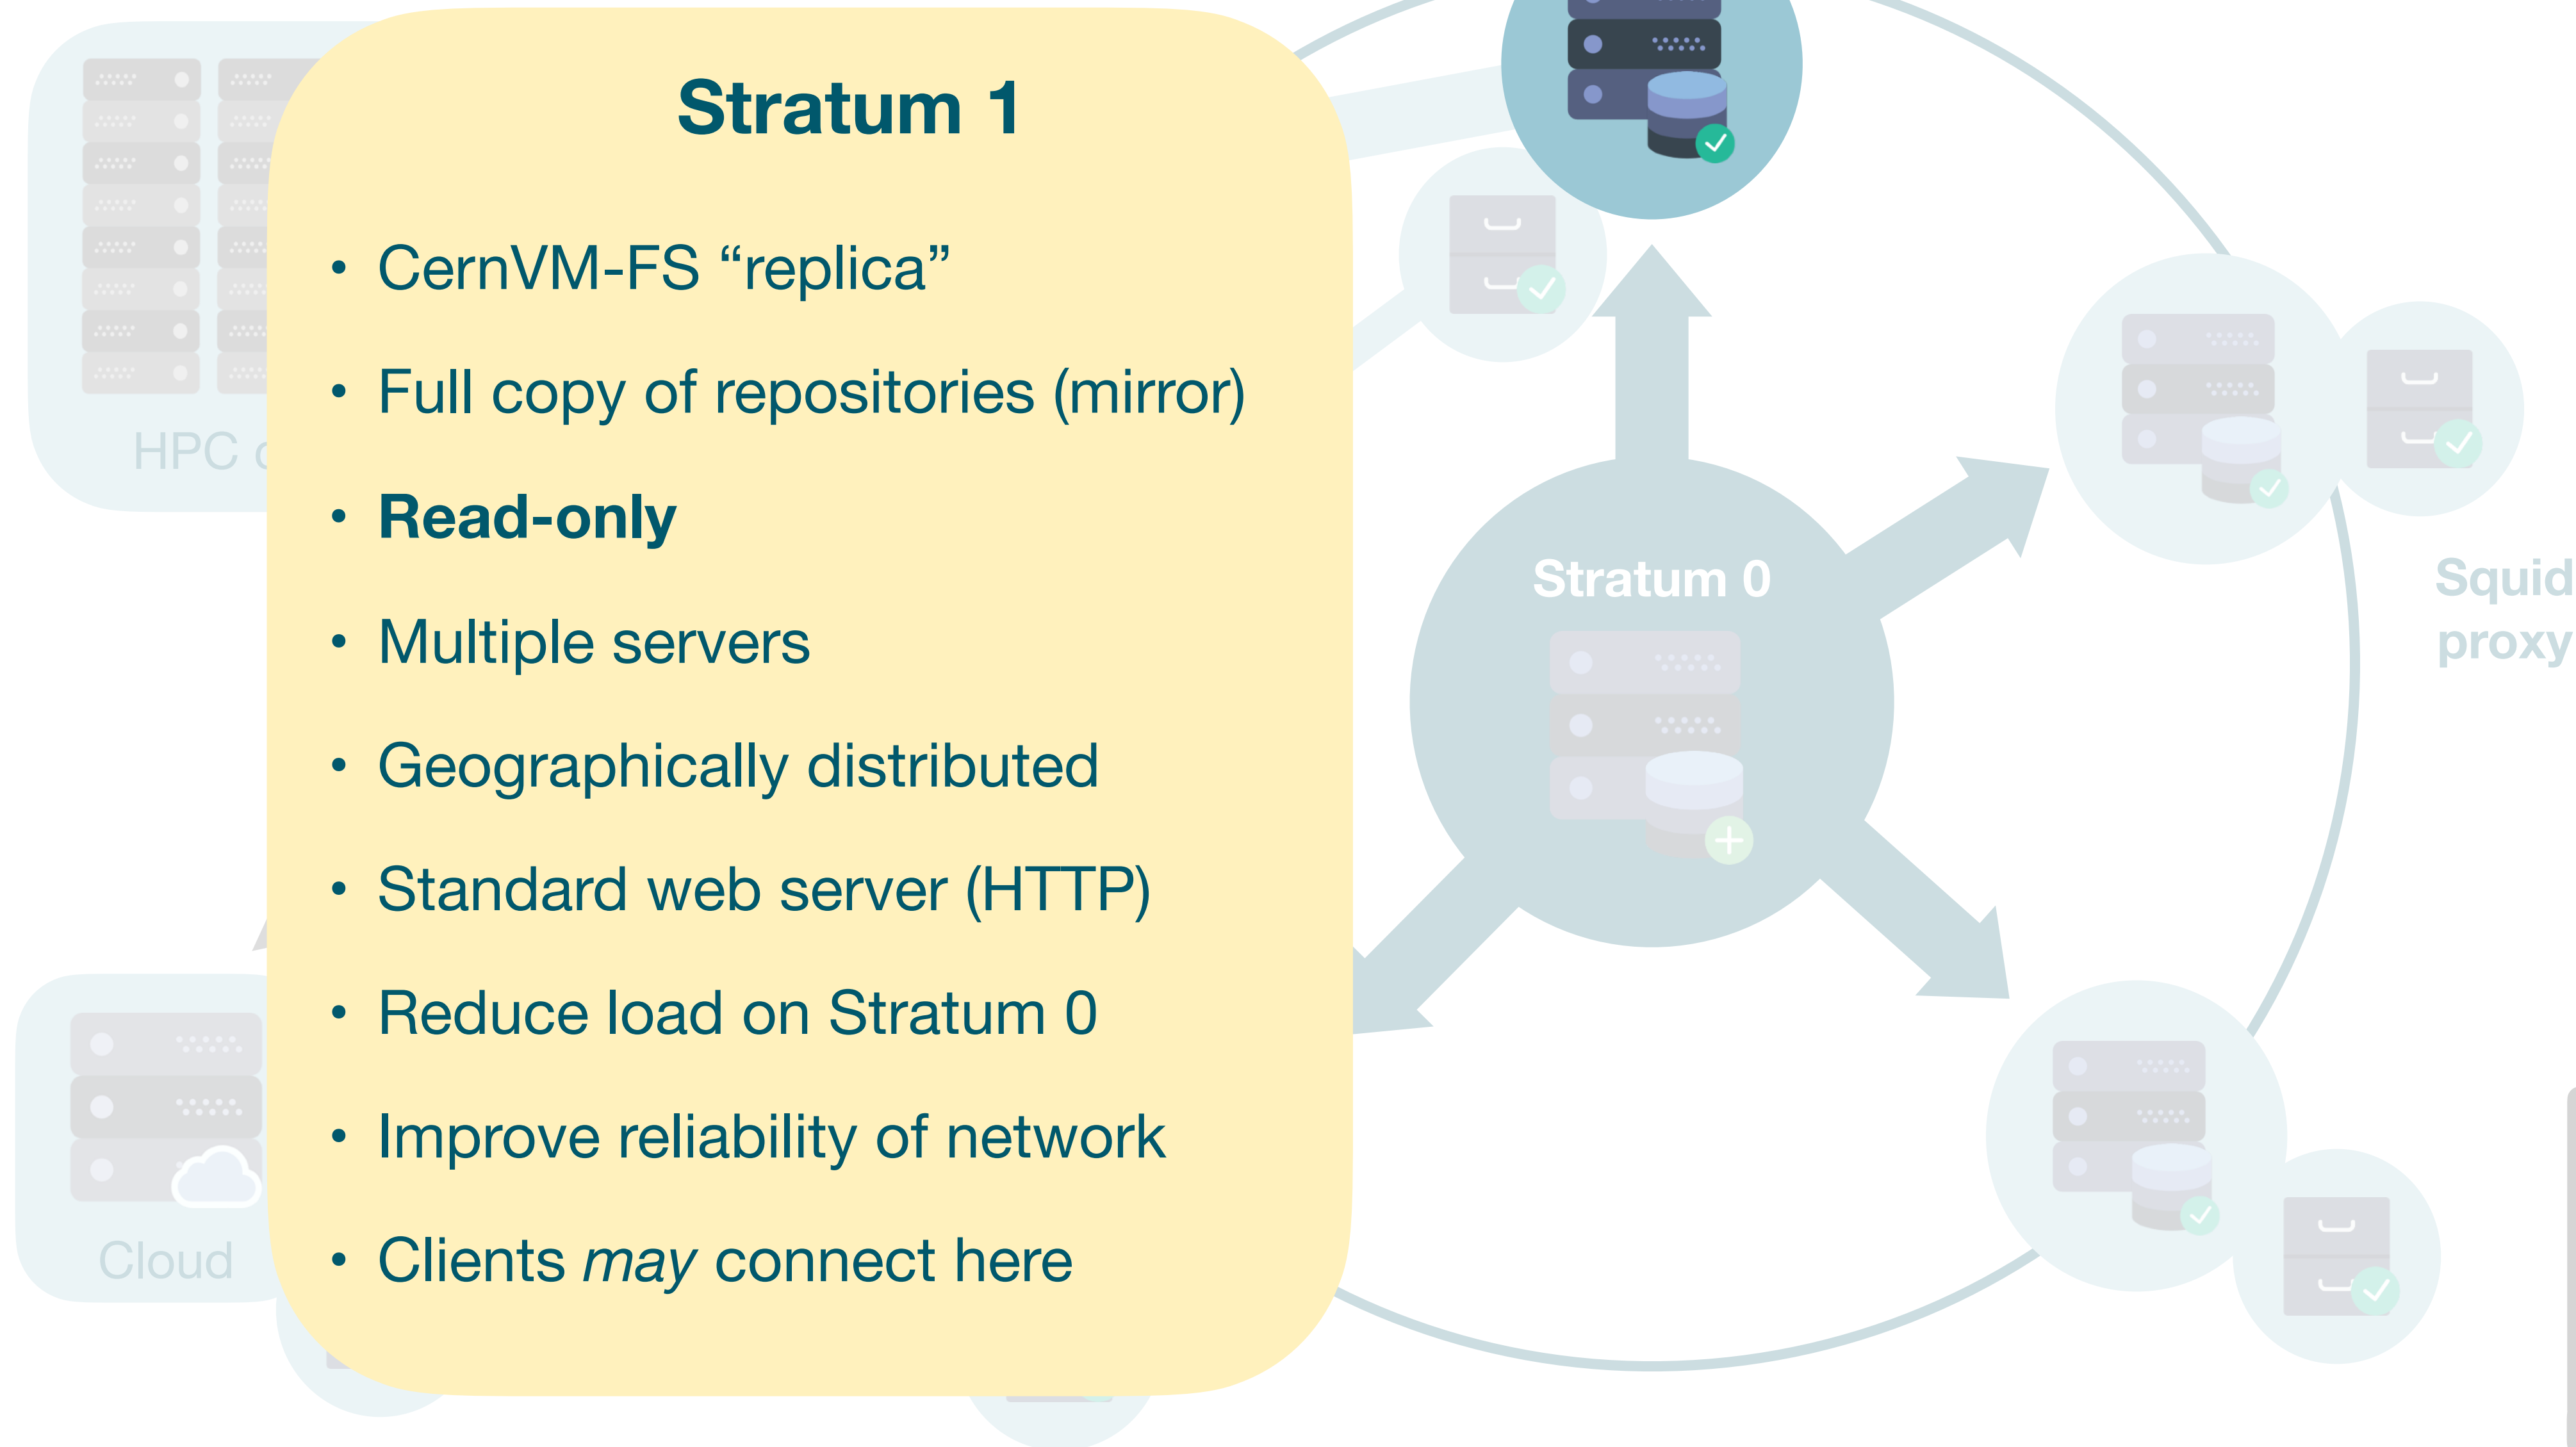 Stratum 1
• CernVM-FS “replica”
• Full copy of repositories (mirror)
• Read-only
• Multiple servers
• Geographically distributed
• Standard web server (HTTP)
• Reduce load on Stratum 0
• Improve reliability of network
• Clients may connect here
HPC
Cloud
Stratum 0
Squid
proxy